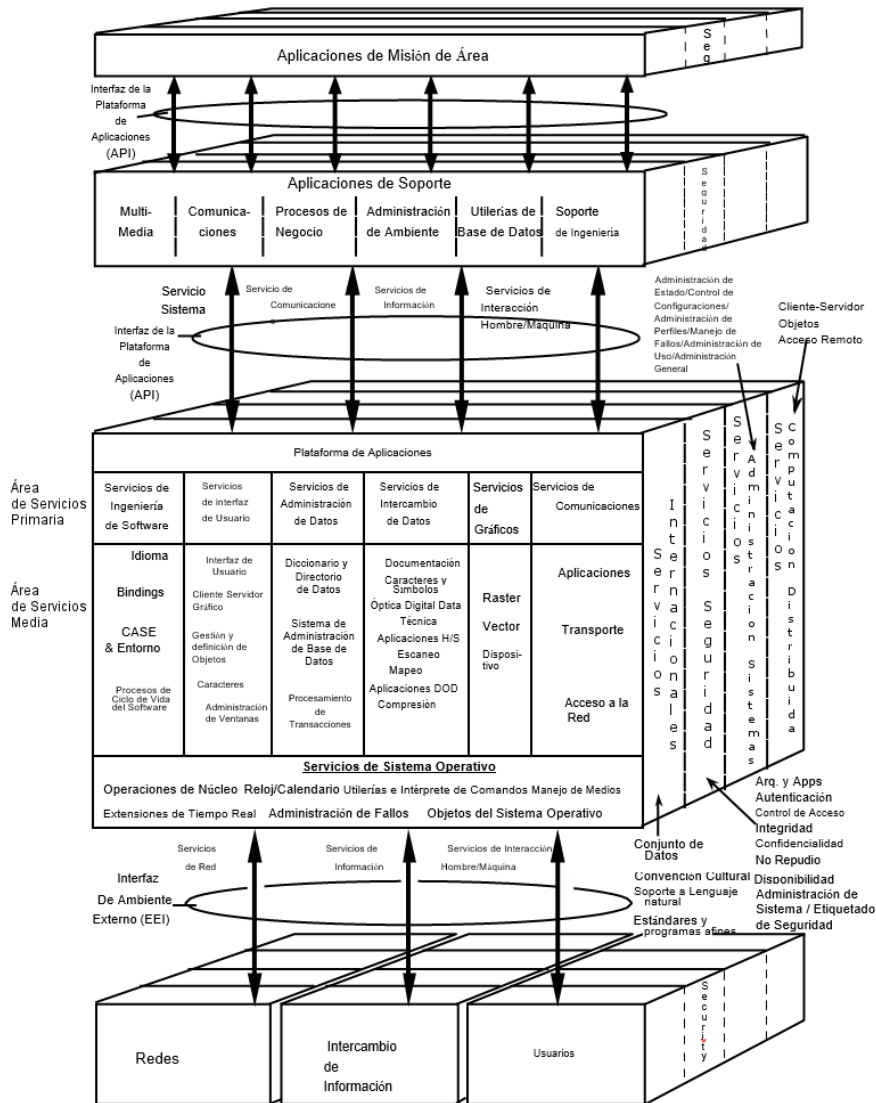 Aplicaciones de Misión de Área
Seg
Interfaz de la
Plataforma
de
Aplicaciones
(API)
Aplicaciones de Soporte
Multi-
Media
Comunica-
ciones
Procesos de
Negocio
Administración
de Ambiente
Utilerías de
Base de Datos
Soporte
de Ingeniería
Seguridad
Servicio
Sistema
Servicio de
Comunicacione
Servicios de
Información
Servicios de
Interacción
Hombre/Máquina
Interfaz de la
Plataforma
de
Aplicaciones
(API)
Administración de
Estado/Control de
Configuraciones/
Administración de
Perfiles/Manejo de
Fallos/Administración de
Uso/Administración
General
Cliente-Servidor
Objetos
Acceso Remoto
Plataforma de Aplicaciones
Área
de Servicios
Primaria
Servicios de
Ingeniería
de Software
Servicios
de interfaz
de Usuario
Servicios de
Administración
de Datos
Servicios de
Intercambio
de Datos
Servicios
de
Gráficos
Servicios de
Comunicaciones
Área
de Servicios
Media
Idioma
Bindings
CASE
& Entorno
Procesos de
Ciclo de Vida
del Software
Interfaz de
Usuario
Cliente Servidor
Gráfico
Gestión y
definición de
Objetos
Caracteres
Administración
de Ventanas
Diccionario y
Directorio
de Datos
Sistema de
Administración
de Base de
Datos
Procesamiento
de
Transacciones
Documentación
Caracteres y
Símbolos
Óptica Digital Data
Técnica
Aplicaciones H/S
Escaneo
Mapeo
Aplicaciones DOD
Compresión
Raster
Vector
Disposi-
tivo
Aplicaciones
Transporte
Acceso a la
Red
Servicios
Internacionales
Servicios Seguridad
Servicios
Administracion Sistemas
Servicios
Computacion Distribuida
Servicios de Sistema Operativo
Operaciones de Núcleo Reloj/Calendario Utilerías e Intérprete de Comandos Manejo de Medios
Extensiones de Tiempo Real Administración de Fallos Objetos del Sistema Operativo
Servicios
de Red
Servicios de
Información
Servicios de Interacción
Hombre/Máquina
Interfaz
De Ambiente
Externo (EEI)
Conjunto de
Datos
Convención Cultural
Soporte a Lenguaje
natural
Estándares y
programas afines
Arq. y Apps
Autenticación
Control de Acceso
Integridad
Confidencialidad
No Repudio
Disponibilidad
Administración de
Sistema / Etiquetado
de Seguridad
Redes
Intercambio
de
Información
Usuarios
Security